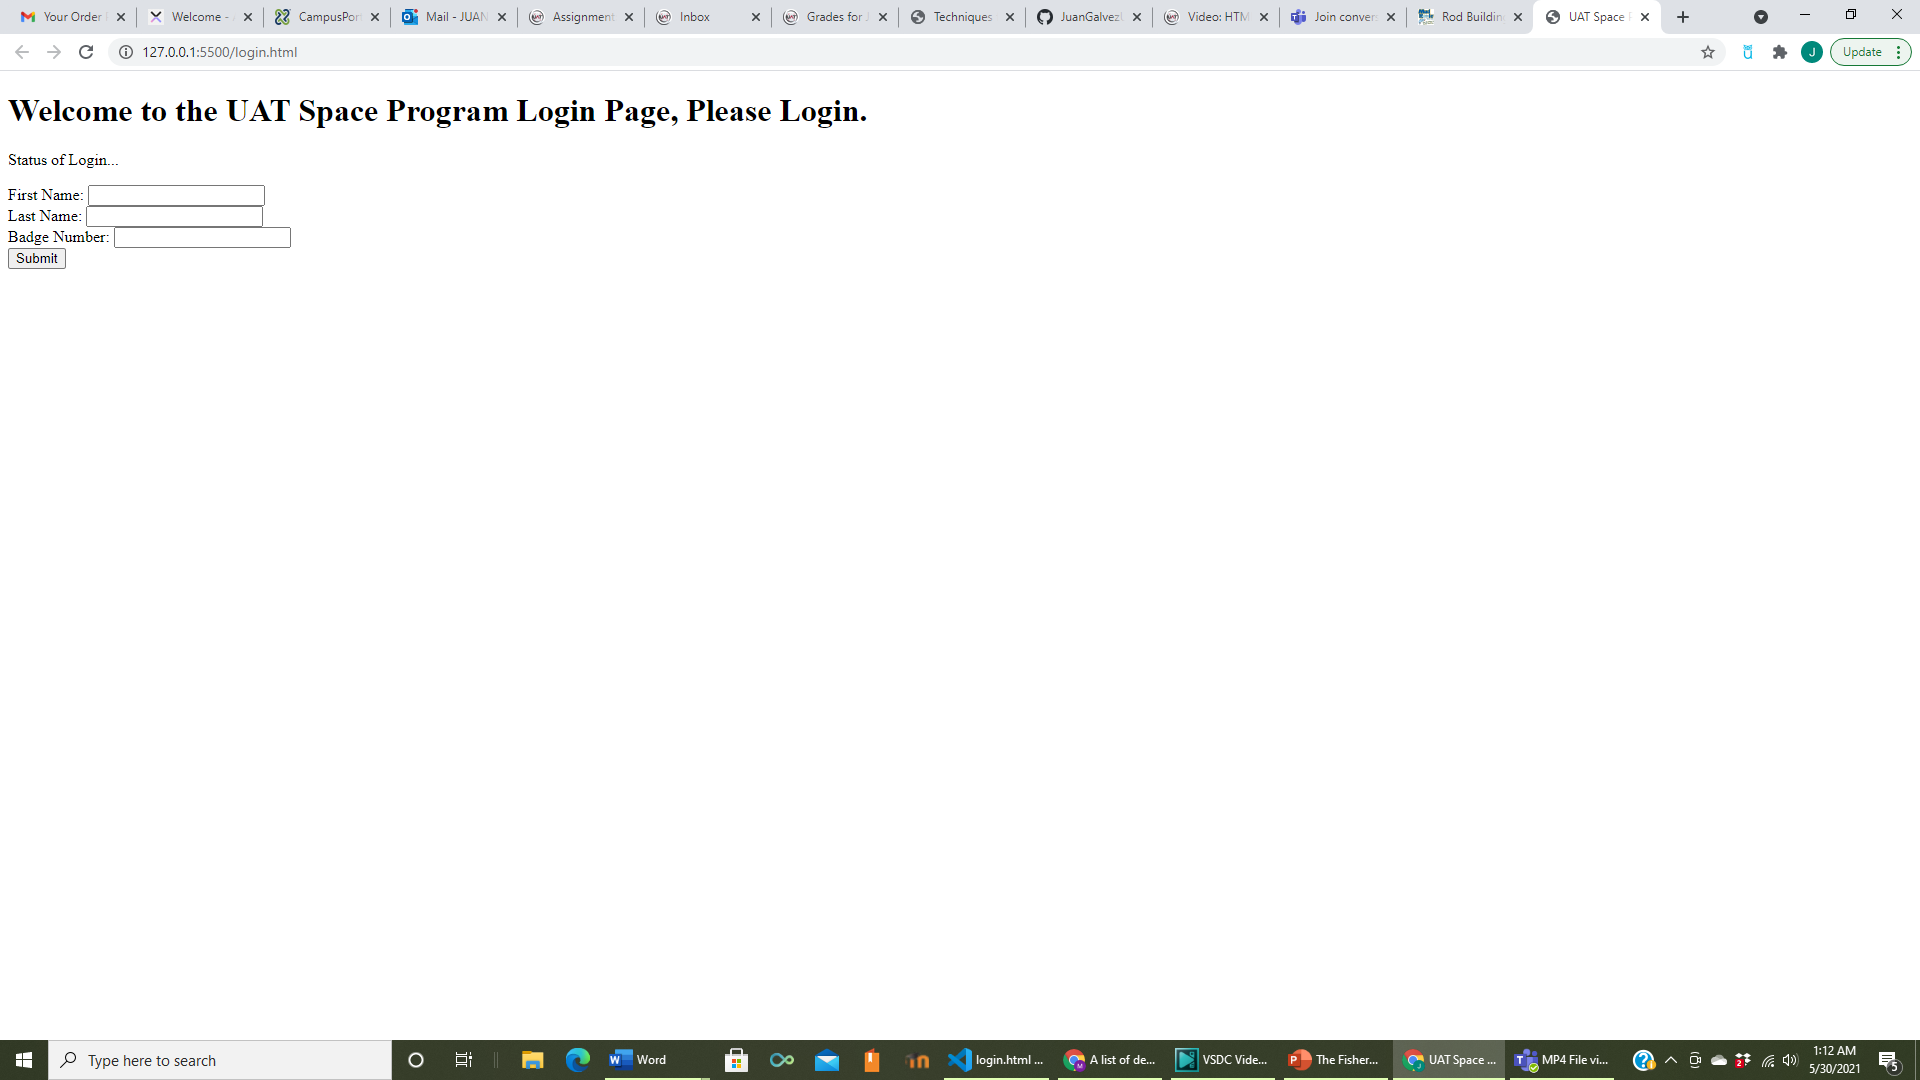 Your Order
Welcome -
CampusPor
Mail - JUAN
Assignment
Inbox
Grades for J
Techniques
JuanGalvezU
Video: HTM
Join convers
Rod Building
UAT Space P
127.0.0.1:5500/login.html
J
Update
Welcome to the UAT Space Program Login Page, Please Login.
Status of Login...
First Name:
Last Name:
Badge Number:
Submit
Type here to search
Word
login.html ...
A list of de...
VSDC Vide...
The Fisher...
UAT Space ...
MP4 File vi...
1:12 AM
5/30/2021
5